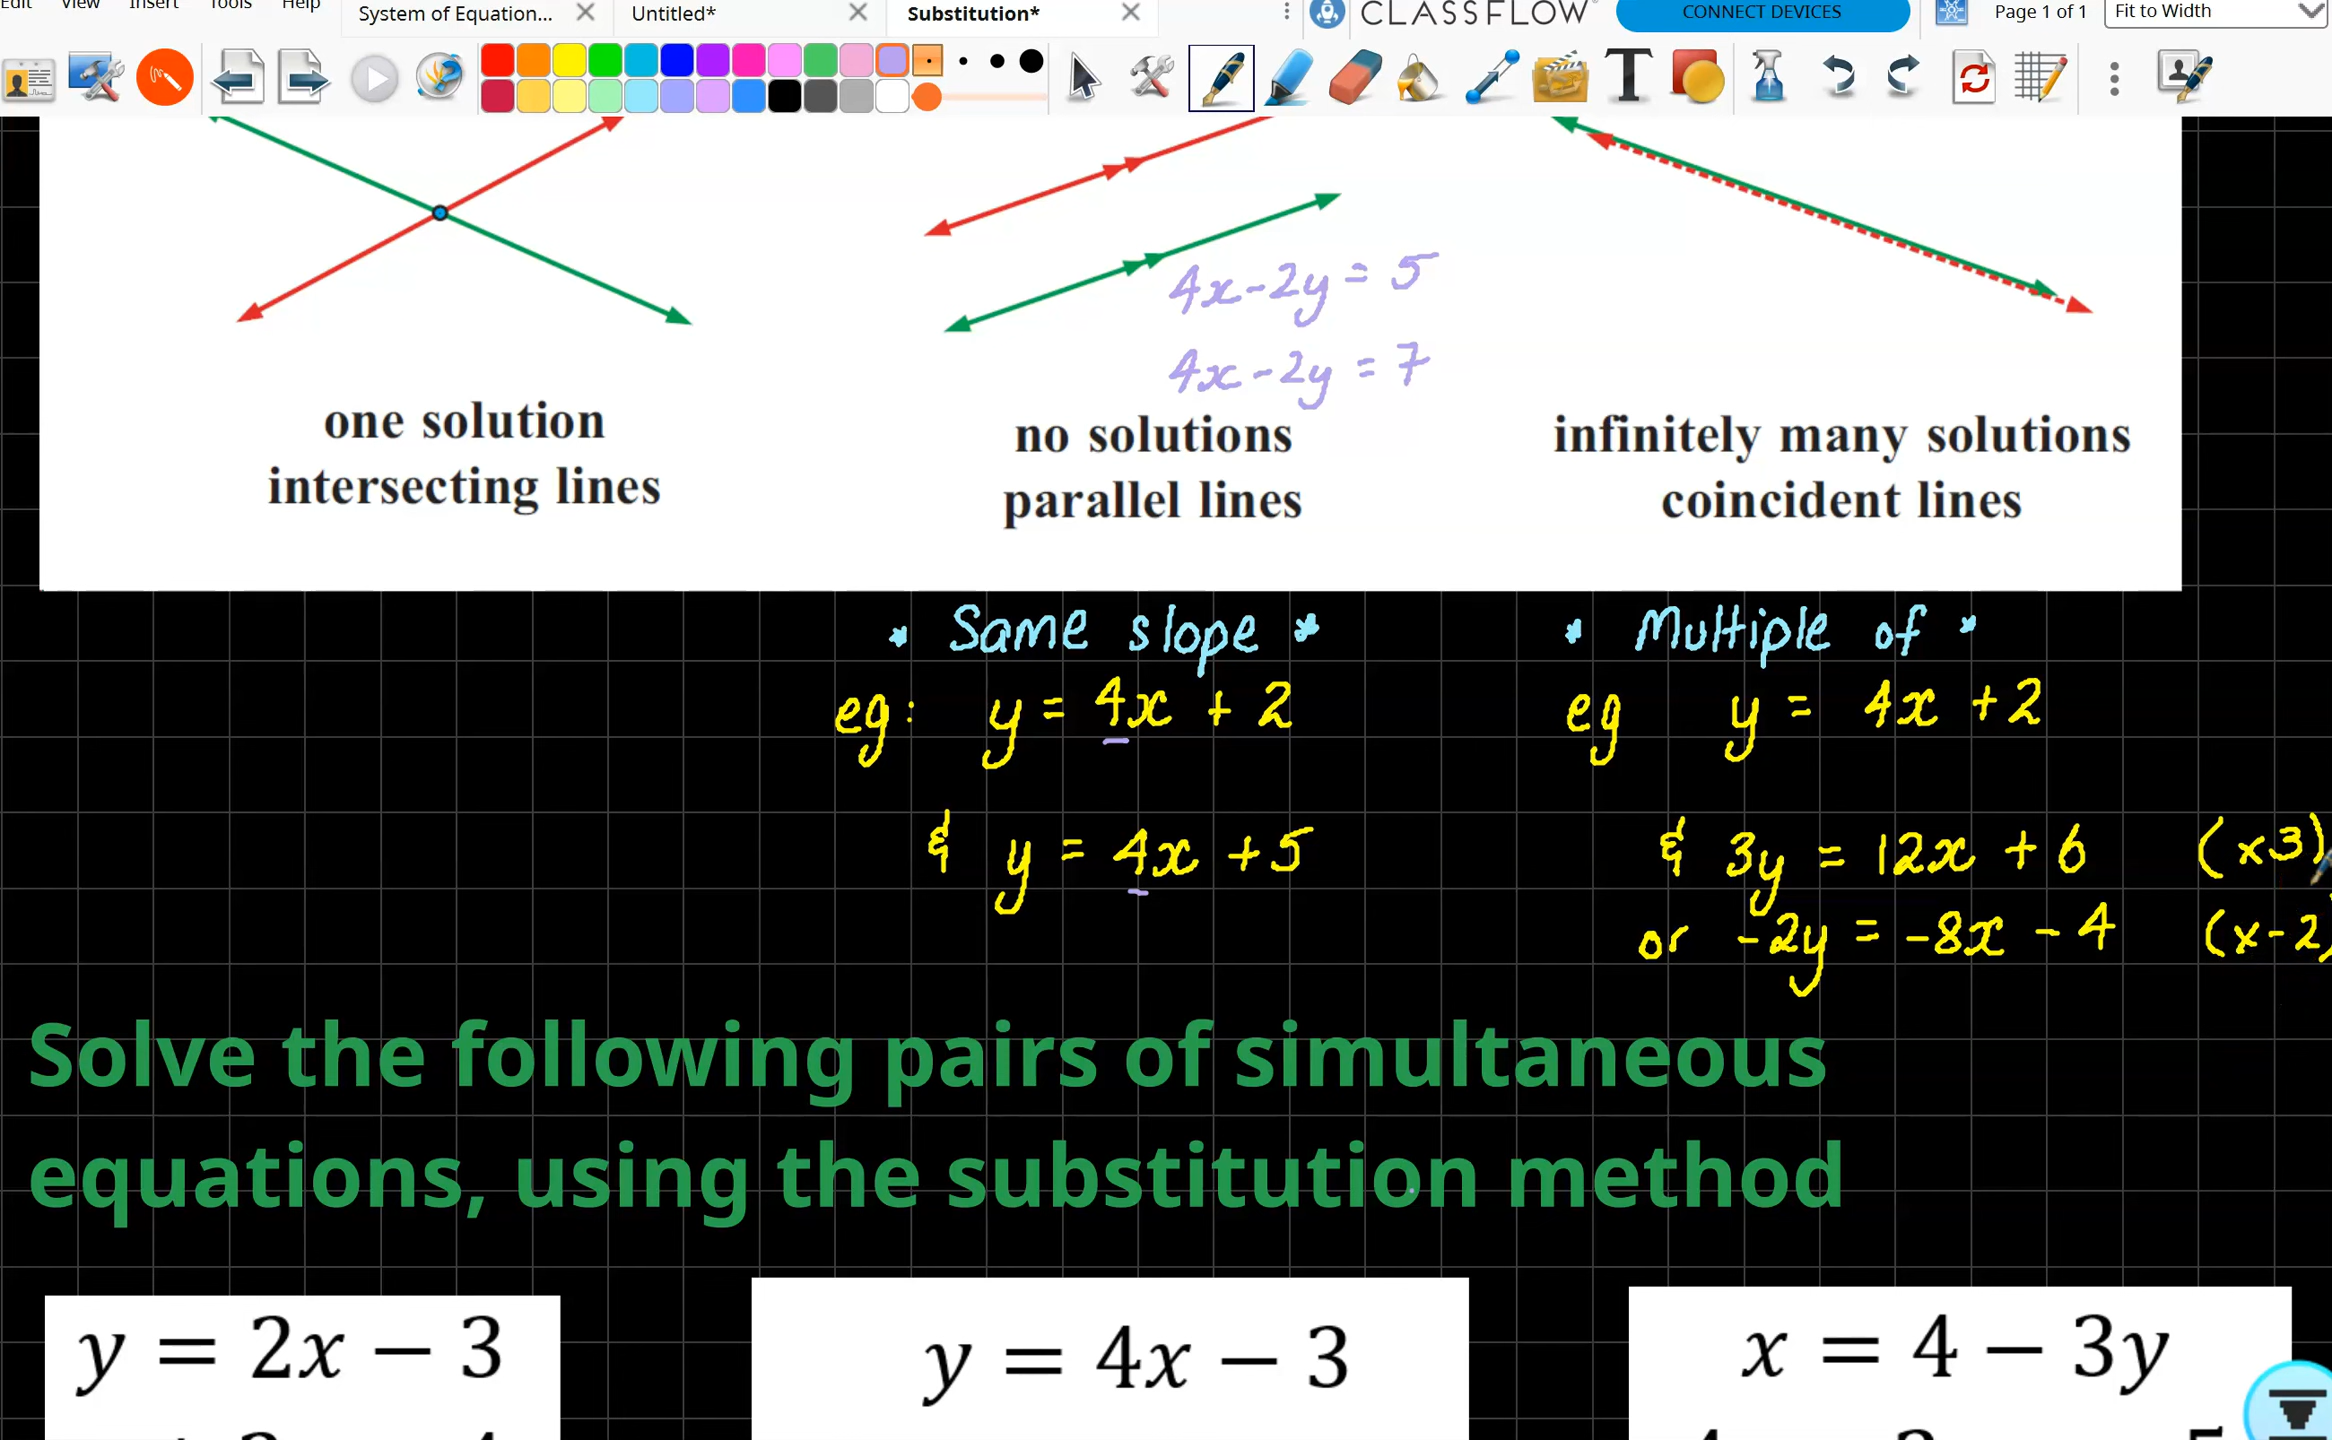 Edit View Insert Tools Help
System of Equation... Untitled* Substitution*
CLASSFLOW CONNECT DEVICES Page 1 of 1 Fit to Width
4x-2y = 5
4x-2y = 7
one solution
intersecting lines
no solutions
parallel lines
infinitely many solutions
coincident lines
* Same slope *
eg: y = 4x + 2
& y = 4x +5
* Multiple of *
eg y = 4x +2
& 3y = 12x + 6 (x3)
or -2y = -8x - 4 (x-2)
Solve the following pairs of simultaneous
equations, using the substitution method
y = 2x − 3
y = 4x − 3
x = 4 − 3y